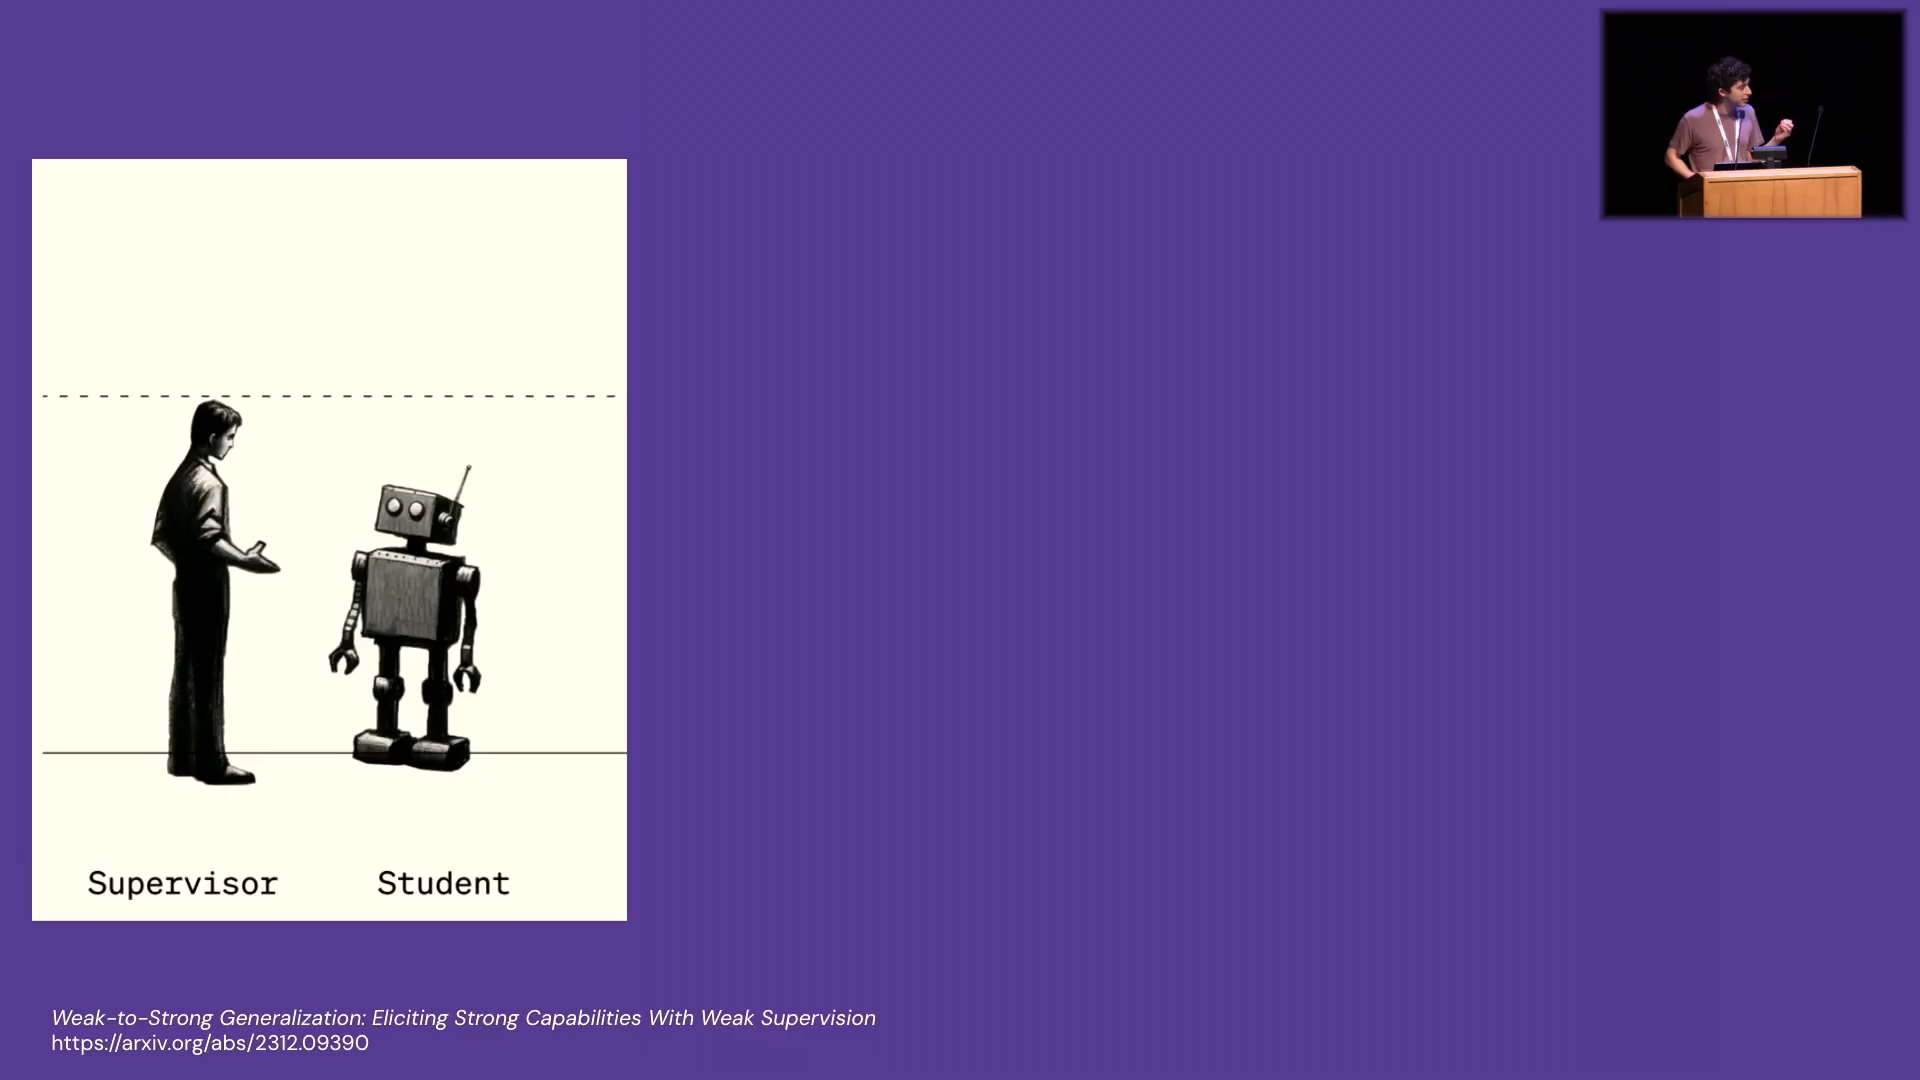 Supervisor Student
Weak-to-Strong Generalization: Eliciting Strong Capabilities With Weak Supervision
https://arxiv.org/abs/2312.09390